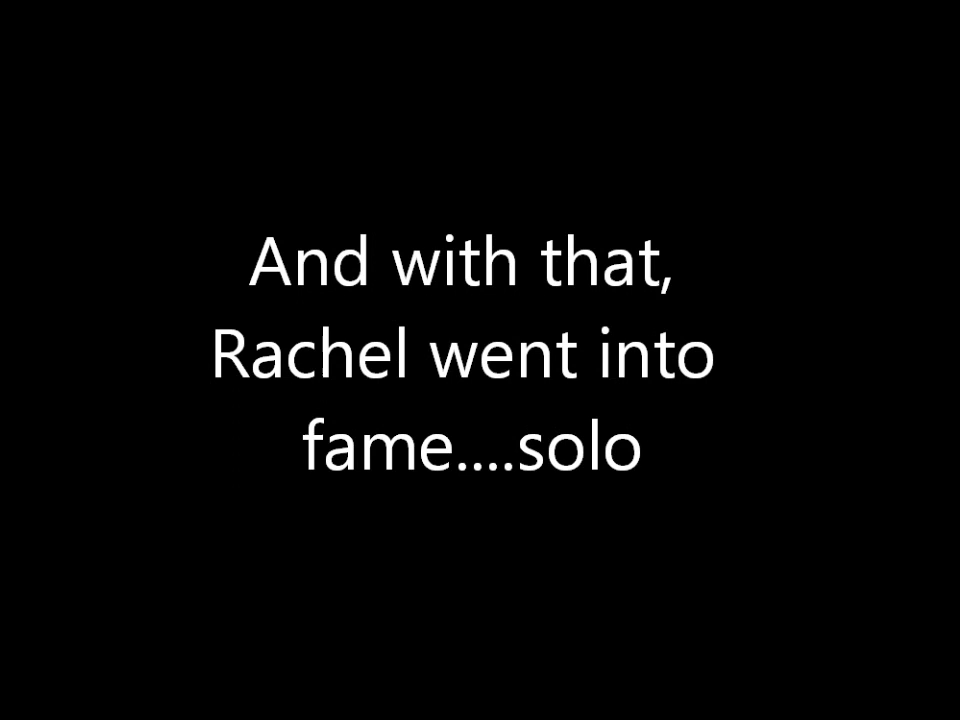 And with that,
Rachel went into
fame....solo